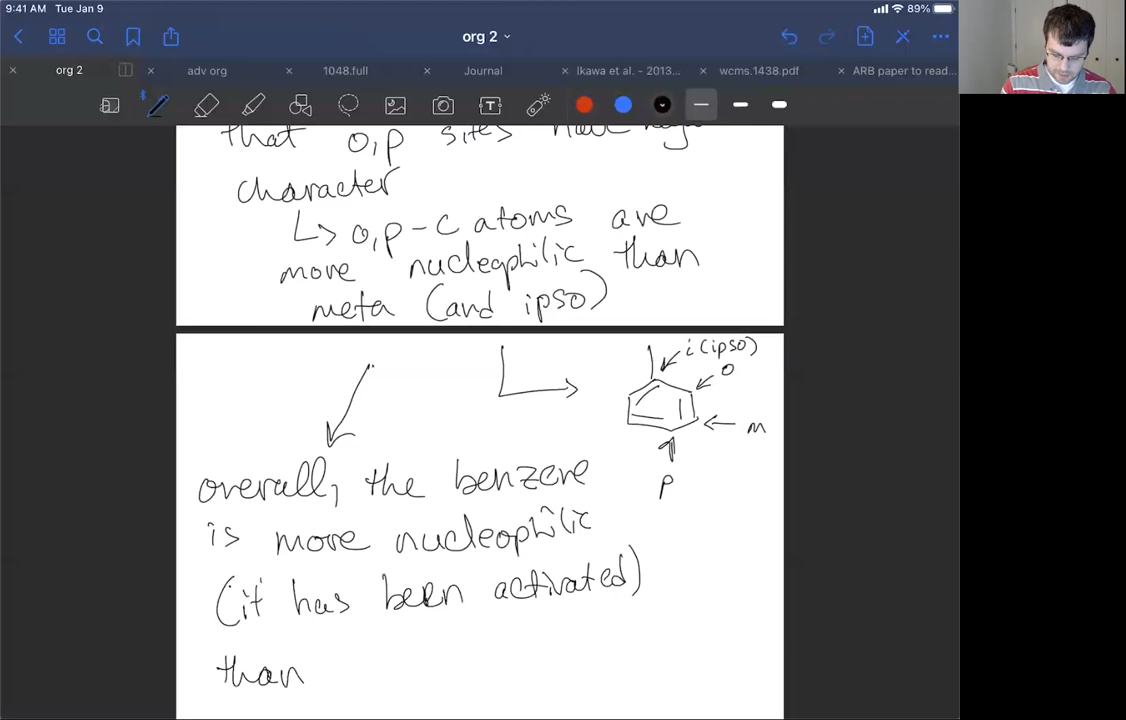 9:41 AM Tue Jan 9
89%
org 2
org 2
adv org
1048.full
Journal
Ikawa et al. - 2013...
wcms.1438.pdf
ARB paper to read...
that o,p sites have
character
↳ o,p-C atoms are
more nucleophilic than
meta (and ipso)
i (ipso)
o
m
p
overall, the benzene
is more nucleophilic
(it has been activated)
than